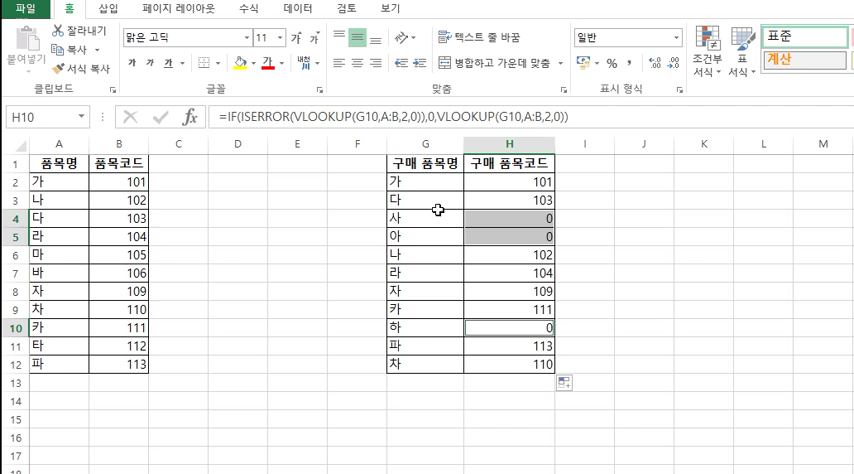 파일 홈 삽입 페이지 레이아웃 수식 데이터 검토 보기
붙여넣기 잘라내기 복사 서식 복사
클립보드
맑은 고딕 11 가 가
가 가 가 가 내천
글꼴
텍스트 줄 바꿈
병합하고 가운데 맞춤
맞춤
일반
% ,
표시 형식
조건부 서식 표 서식
표준
계산
H10 fx =IF(ISERROR(VLOOKUP(G10,A:B,2,0)),0,VLOOKUP(G10,A:B,2,0))
A B C D E F G H I J K L M
1 품목명 품목코드 구매 품목명 구매 품목코드
2 가 101 가 101
3 나 102 다 103
4 다 103 사 0
5 라 104 아 0
6 마 105 나 102
7 바 106 라 104
8 자 109 자 109
9 차 110 카 111
10 카 111 하 0
11 타 112 파 113
12 파 113 차 110
13
14
15
16
17
18